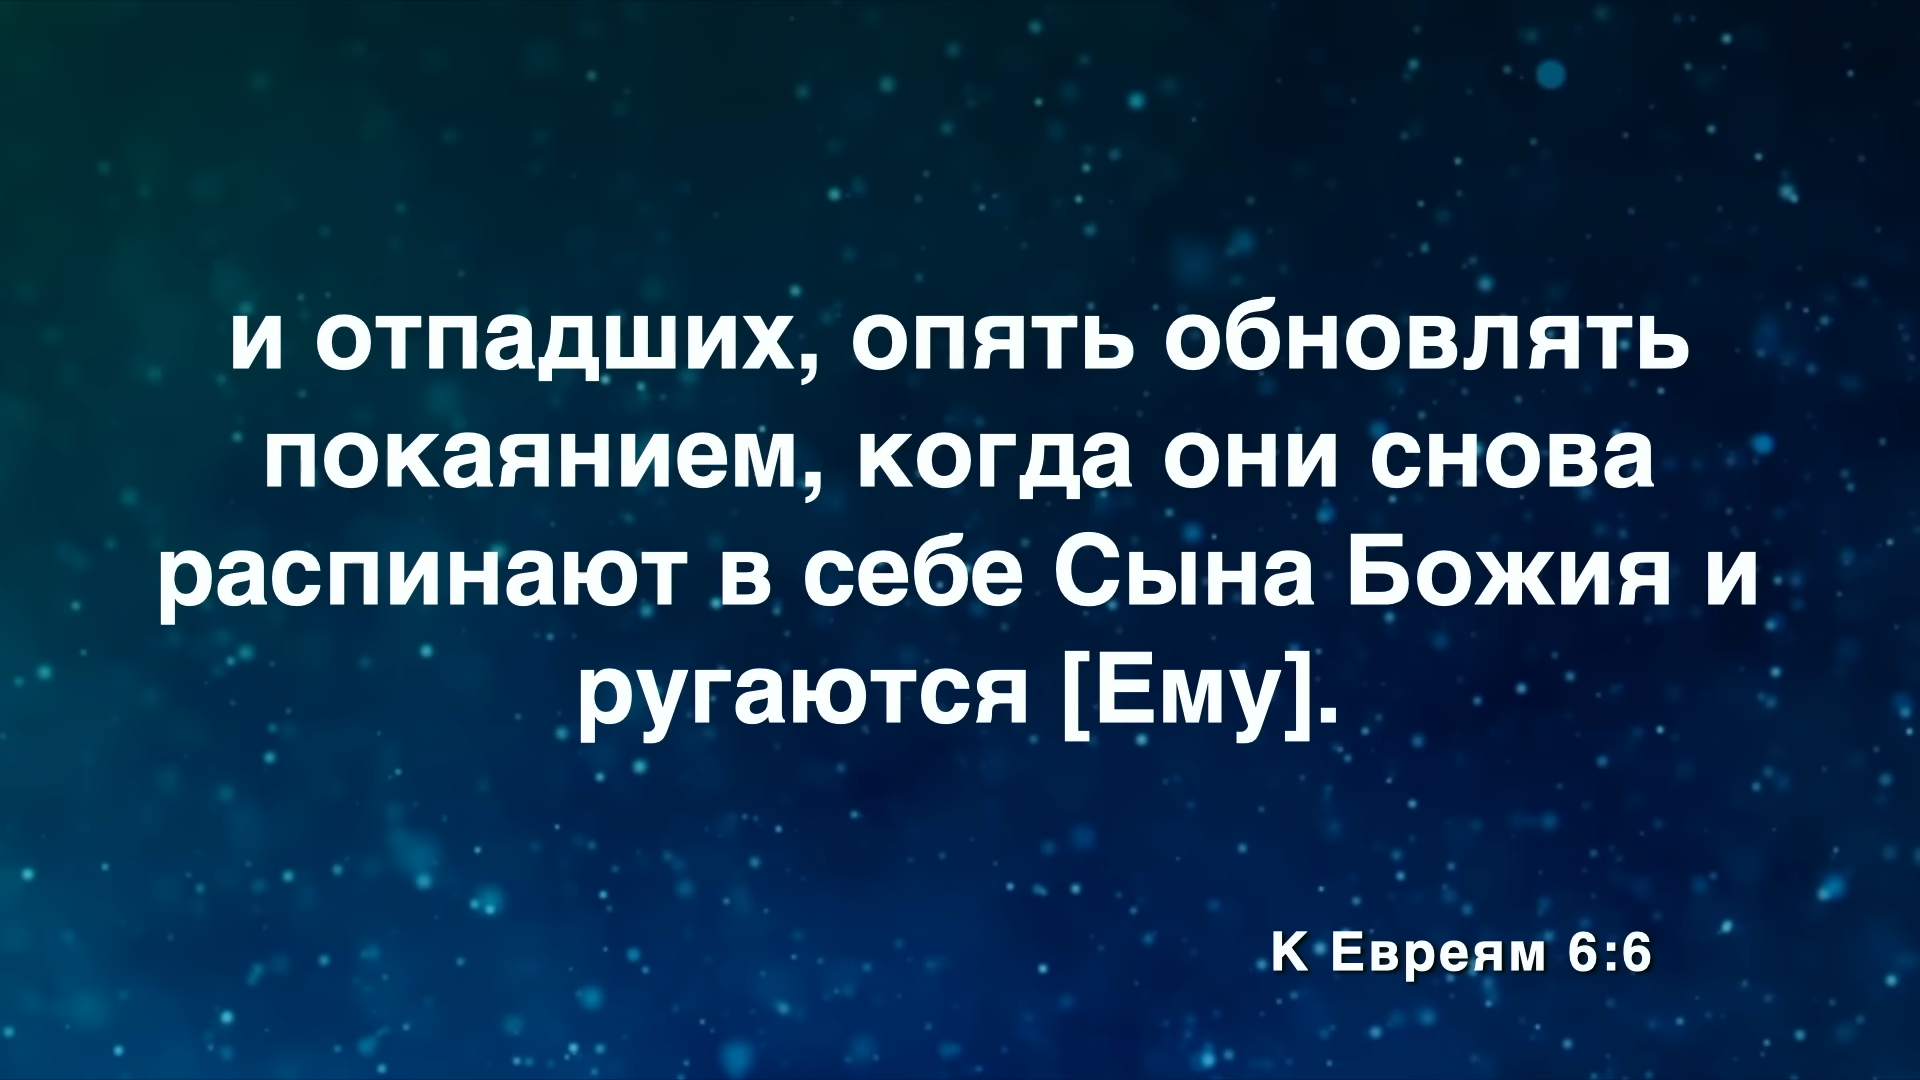 и отпадших, опять обновлять
покаянием, когда они снова
распинают в себе Сына Божия и
ругаются [Ему].
К Евреям 6:6